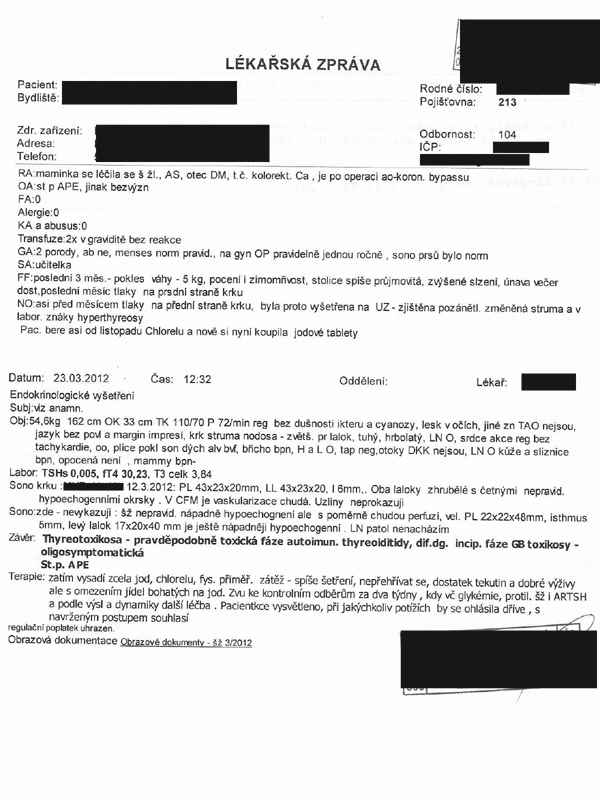 LÉKAŘSKÁ ZPRÁVA
Pacient:
Bydliště:
Rodné číslo:
Pojišťovna: 213
Zdr. zařízení:
Adresa:
Telefon:
Odbornost: 104
IČP:
RA:maminka se léčila se š žl., AS, otec DM, t.č. kolorekt. Ca , je po operaci ao-koron. bypassu
OA:st p APE, jinak bezvýzn
FA:0
Alergie:0
KA a abusus:0
Transfuze:2x v graviditě bez reakce
GA:2 porody, ab ne, menses norm pravid., na gyn OP pravidelně jednou ročně , sono prsů bylo norm
SA:učitelka
FF:poslední 3 měs.- pokles váhy - 5 kg, pocení i zimomřivost, stolice spíše průjmovitá, zvýšené slzení, únava večer
dost,poslední měsíc tlaky na prsdní straně krku
NO:asi před měsícem tlaky na přední straně krku, byla proto vyšetřena na UZ - zjištěna pozánětl. změněná struma a v
labor. znáky hyperthyreosy
Pac. bere asi od listopadu Chlorelu a nově si nyní koupila jodové tablety
Datum: 23.03.2012 Čas: 12:32 Oddělení: Lékař:
Endokrinologické vyšetření
Subj:viz anamn.
Obj:54,6kg 162 cm OK 33 cm TK 110/70 P 72/min reg bez dušnosti ikteru a cyanozy, lesk v očích, jiné zn TAO nejsou,
jazyk bez povl a margin impresí, krk struma nodosa - zvětš. pr lalok, tuhý, hrbolatý, LN O, srdce akce reg bez
tachykardie, oo, plíce pokl son dých alv bvf, břicho bpn, H a L O, tap neg,otoky DKK nejsou, LN O kůže a sliznice
bpn, opocená není , mammy bpn-
Labor: TSHs 0,005, fT4 30,23, T3 celk 3,84
Sono krku : 12.3.2012: PL 43x23x20mm, LL 43x23x20, I 6mm,. Oba laloky zhrubělé s četnými nepravid.
hypoechogenními okrsky . V CFM je vaskularizace chudá. Uzliny neprokazuji
Sono:zde - newykazuji : šž nepravid. nápadně hypoechogenní ale s poměrně chudou perfuzí, vel. PL 22x22x48mm, isthmus
5mm, levý lalok 17x20x40 mm je ještě nápadněji hypoechogenní . LN patol nenacházím
Závěr: Thyreotoxikosa - pravděpodobně toxická fáze autoimun. thyreoiditidy, dif.dg. incip. fáze GB toxikosy -
oligosymptomatická
St.p. APE
Terapie: zatím vysadí zcela jod, chlorelu, fys. přiměř. zátěž - spíše šetření, nepřehřívat se, dostatek tekutin a dobré výživy
ale s omezením jídel bohatých na jod. Zvu ke kontrolním odběrům za dva týdny , kdy vč glykémie, protil. šž i ARTSH
a podle výsl a dynamiky další léčba . Pacientkce vysvětleno, při jakýchkoliv potížích by se ohlásila dříve , s
navrženým postupem souhlasí
regulační poplatek uhrazen.
Obrazová dokumentace Obrazové dokumenty - šž 3/2012